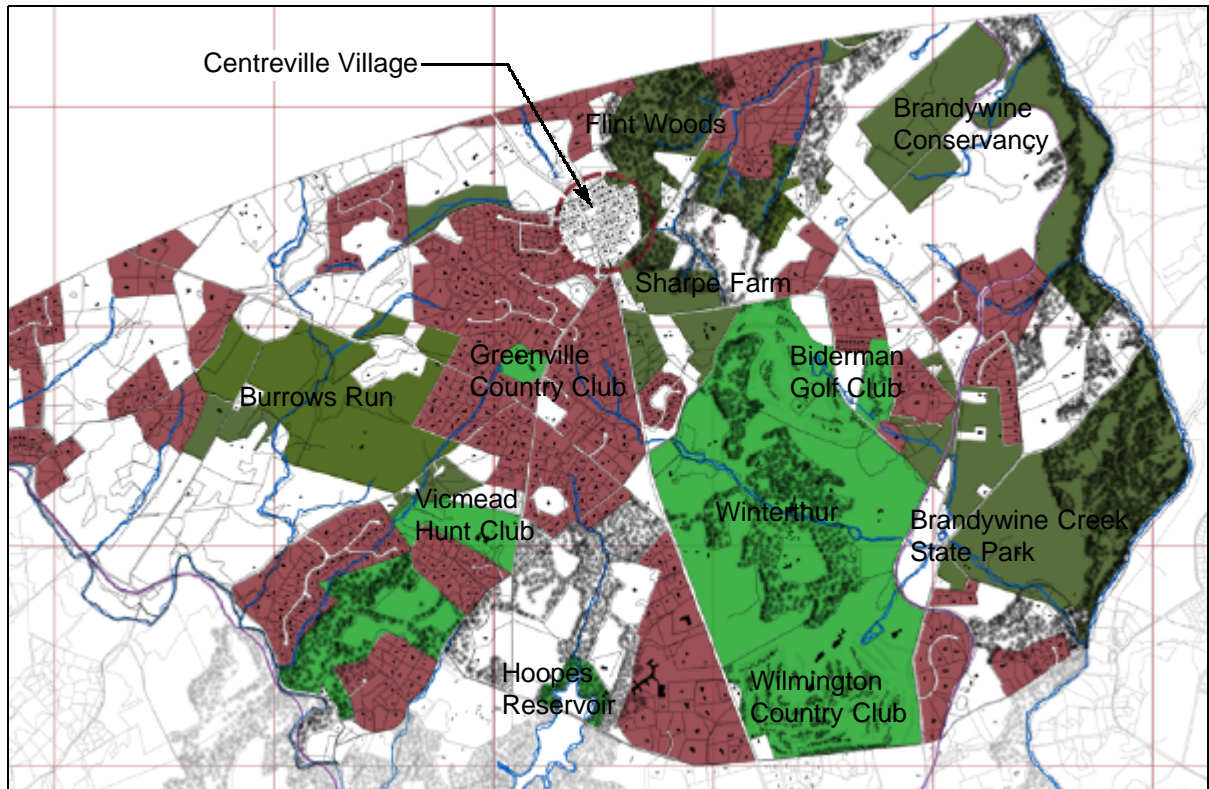 Centreville Village
Flint Woods
Brandywine
Conservancy
Sharpe Farm
Greenville
Country Club
Biderman
Golf Club
Burrows Run
Vicmead
Hunt Club
Winterthur
Brandywine Creek
State Park
Hoopes
Reservoir
Wilmington
Country Club